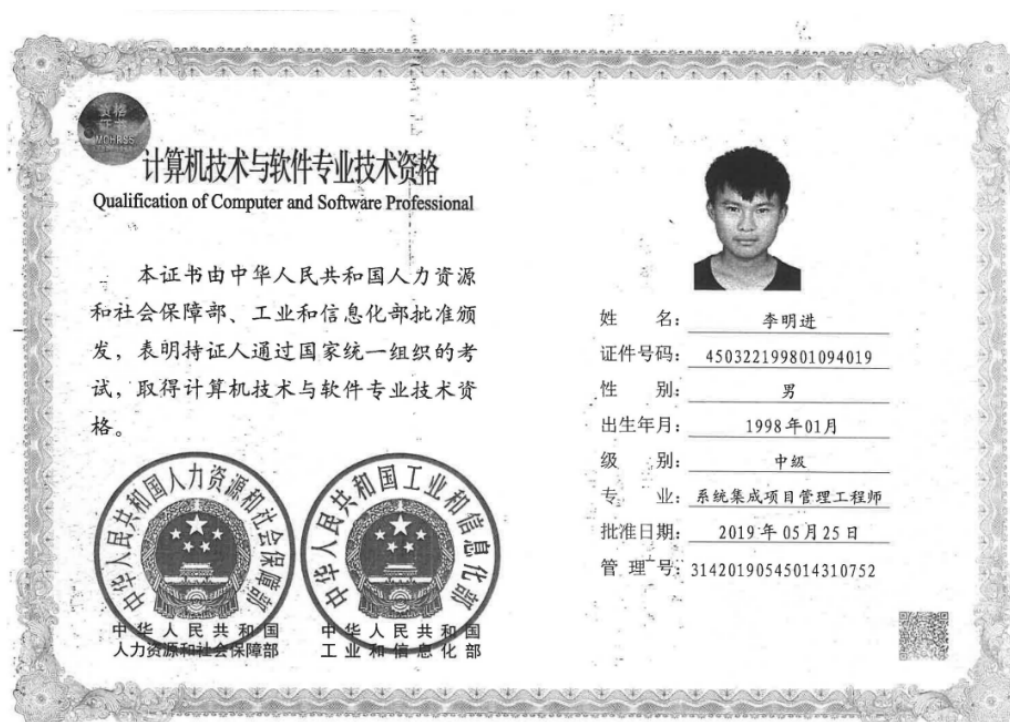 资格
证书
MOHRSS
计算机技术与软件专业技术资格
Qualification of Computer and Software Professional
本证书由中华人民共和国人力资源
和社会保障部、工业和信息化部批准颁
发，表明持证人通过国家统一组织的考
试，取得计算机技术与软件专业技术资
格。
中华人民共和国人力资源和社会保障部
中华人民共和国
人力资源和社会保障部
中华人民共和国工业和信息化部
中华人民共和国
工业和信息化部
姓 名：李明进
证件号码：450322199801094019
性 别：男
出生年月：1998年01月
级 别：中级
专 业：系统集成项目管理工程师
批准日期：2019年05月25日
管 理 号：31420190545014310752